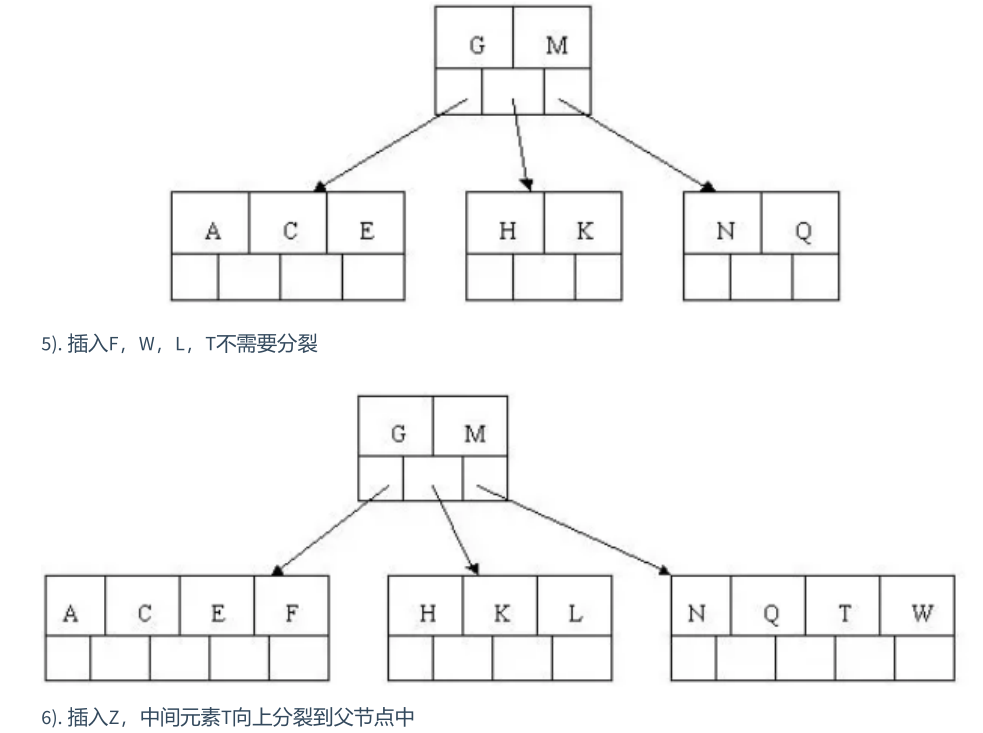 G M
A C E H K N Q
5). 插入F，W，L，T不需要分裂
G M
A C E F H K L N Q T W
6). 插入Z，中间元素T向上分裂到父节点中